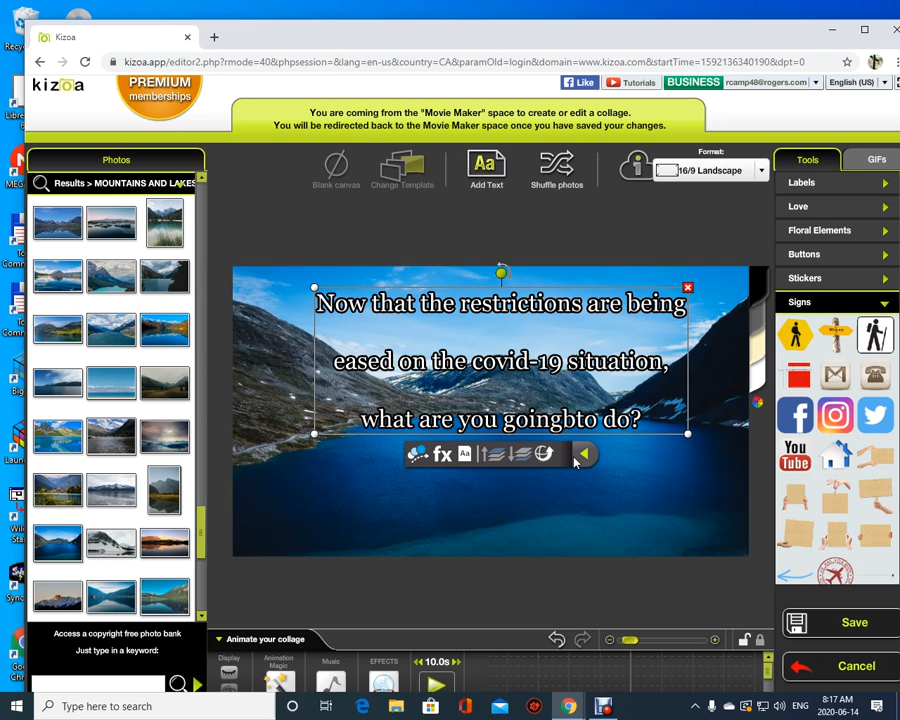 Kizoa
kizoa.app/editor2.php?rmode=40&phpsession=&lang=en-us&country=CA&paramOld=login&domain=www.kizoa.com&startTime=1592136340190&dpt=0
kizoa
PREMIUM
memberships
Like
Tutorials
BUSINESS
rcamp48@rogers.com
English (US)
You are coming from the "Movie Maker" space to create or edit a collage.
You will be redirected back to the Movie Maker space once you have saved your changes.
Photos
Results > MOUNTAINS AND LAKES
Blank canvas
Change Template
Aa
Add Text
Shuffle photos
Format:
16/9 Landscape
Tools
GIFs
Labels
Love
Floral Elements
Buttons
Stickers
Signs
You
Tube
Now that the restrictions are being
eased on the covid-19 situation,
what are you goingbto do?
fx
Aa
Access a copyright free photo bank
Just type in a keyword:
Animate your collage
Display
Animation
Magic
Music
EFFECTS
10.0s
Save
Cancel
Type here to search
ENG
8:17 AM
2020-06-14